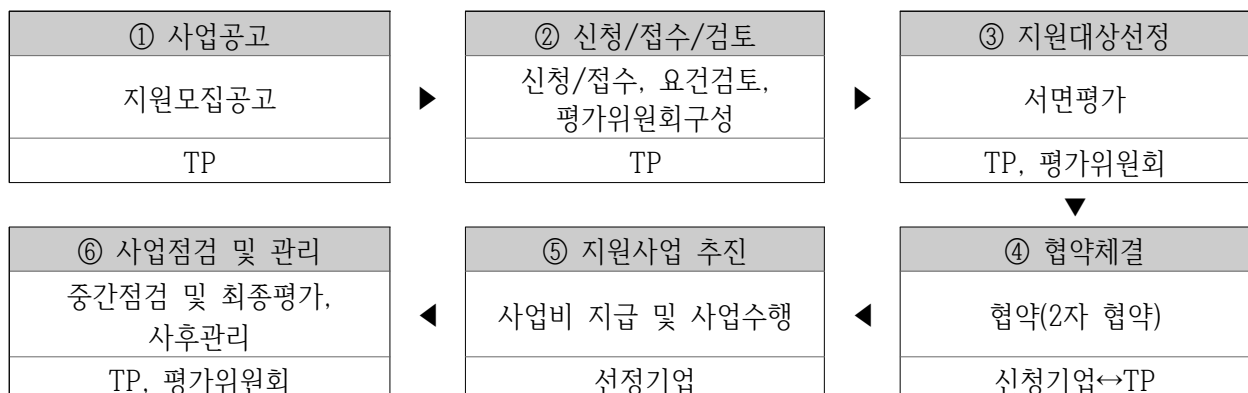 ① 사업공고
지원모집공고
TP
▶
② 신청/접수/검토
신청/접수, 요건검토,
평가위원회구성
TP
▶
③ 지원대상선정
서면평가
TP, 평가위원회
▼
④ 협약체결
협약(2자 협약)
신청기업↔TP
◀
⑤ 지원사업 추진
사업비 지급 및 사업수행
선정기업
◀
⑥ 사업점검 및 관리
중간점검 및 최종평가,
사후관리
TP, 평가위원회